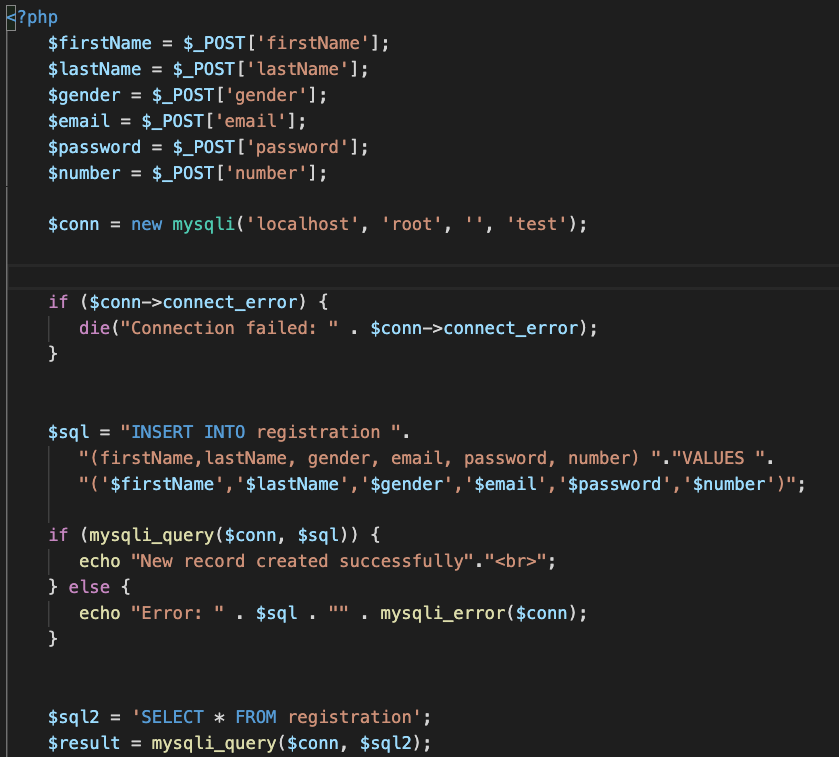 <?php
$firstName = $_POST['firstName'];
$lastName = $_POST['lastName'];
$gender = $_POST['gender'];
$email = $_POST['email'];
$password = $_POST['password'];
$number = $_POST['number'];
$conn = new mysqli('localhost', 'root', '', 'test');
if ($conn->connect_error) {
die("Connection failed: " . $conn->connect_error);
}
$sql = "INSERT INTO registration ".
"(firstName,lastName, gender, email, password, number) "."VALUES ".
"('$firstName','$lastName','$gender','$email','$password','$number')";
if (mysqli_query($conn, $sql)) {
echo "New record created successfully"."<br>";
} else {
echo "Error: " . $sql . "" . mysqli_error($conn);
}
$sql2 = 'SELECT * FROM registration';
$result = mysqli_query($conn, $sql2);